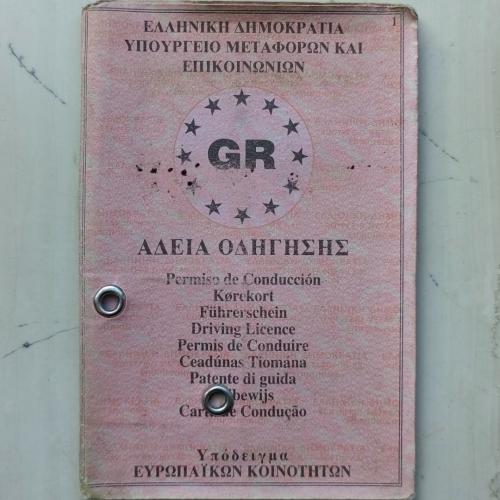 1
ΕΛΛΗΝΙΚΗ ΔΗΜΟΚΡΑΤΙΑ
ΥΠΟΥΡΓΕΙΟ ΜΕΤΑΦΟΡΩΝ ΚΑΙ
ΕΠΙΚΟΙΝΩΝΙΩΝ
GR
ΑΔΕΙΑ ΟΔΗΓΗΣΗΣ
Permiso de Conducción
Kørekort
Führerschein
Driving Licence
Permis de Conduire
Ceadúnas Tiomána
Patente di guida
de Condução
Υπόδειγμα
ΕΥΡΩΠΑΪΚΩΝ ΚΟΙΝΟΤΗΤΩΝ